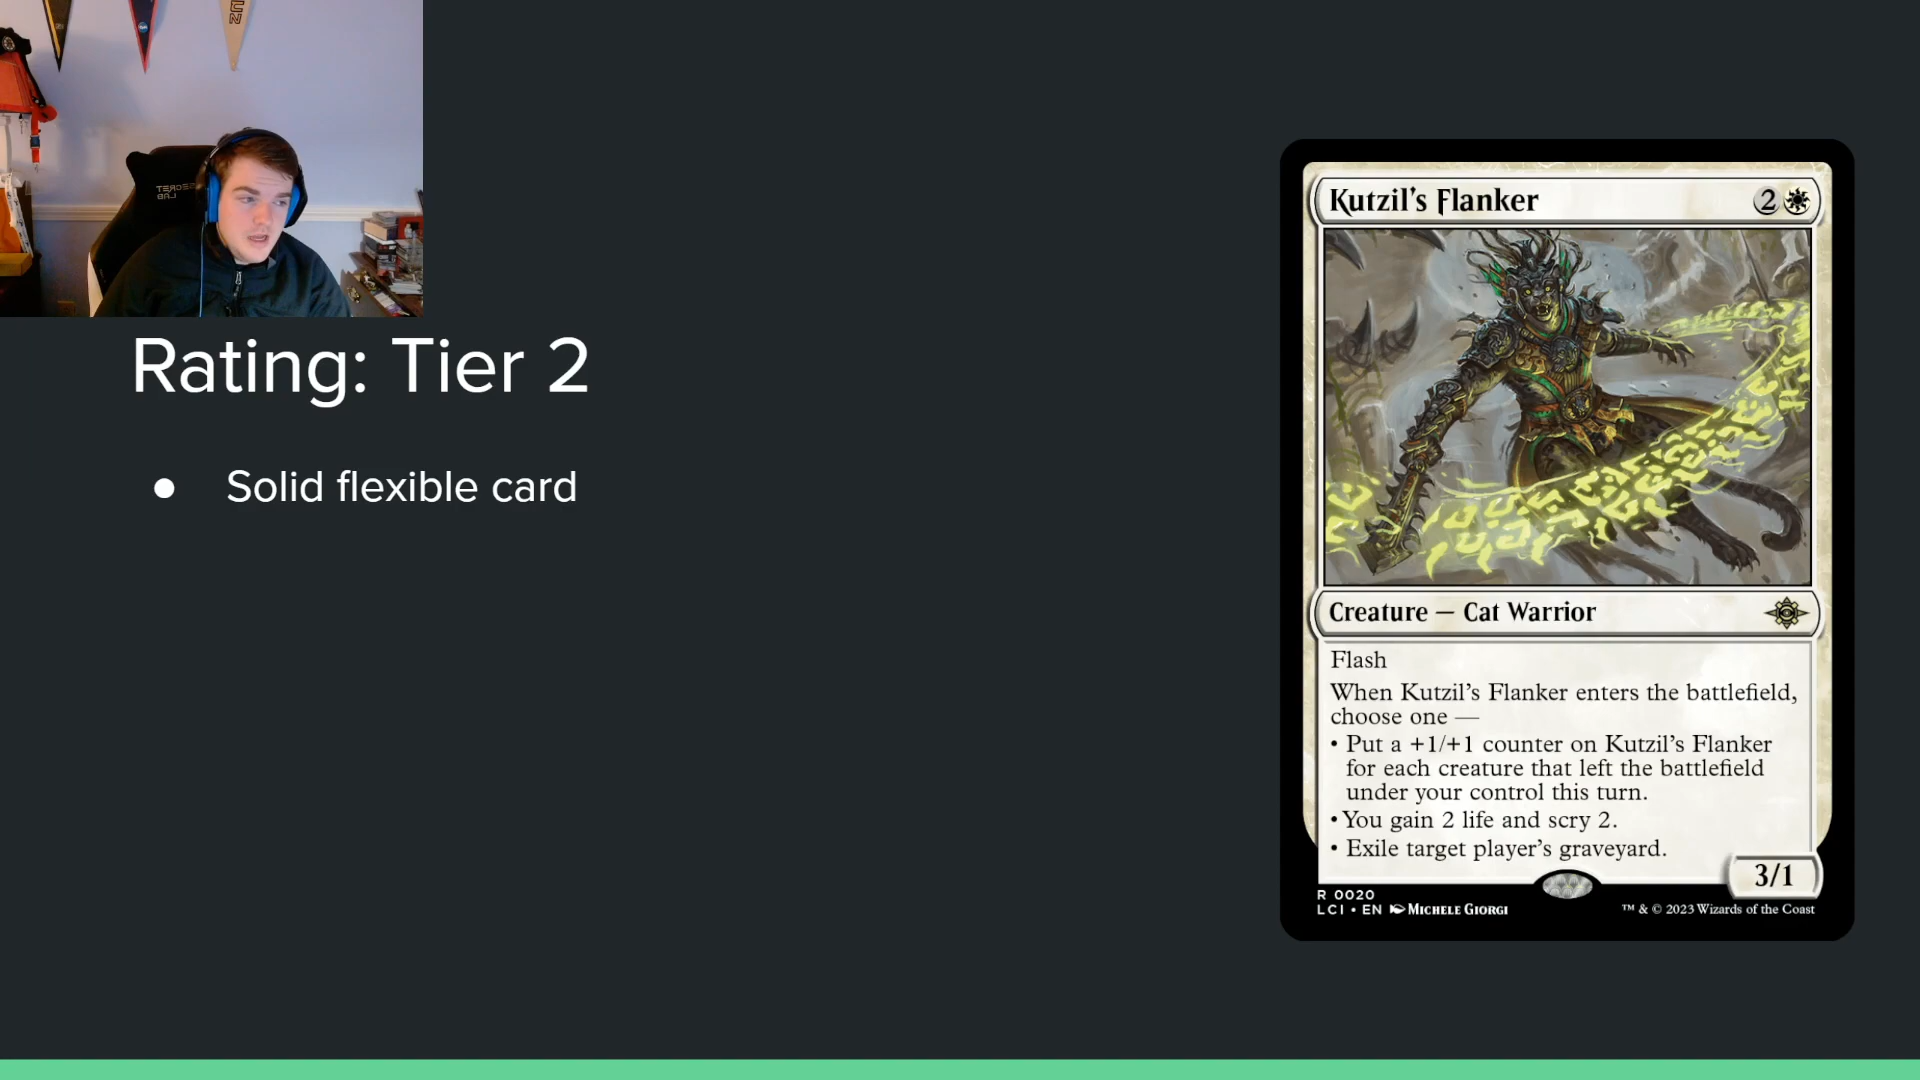 SECRET
LAB
Rating: Tier 2
● Solid flexible card
Kutzil's Flanker
2
Creature — Cat Warrior
Flash
When Kutzil's Flanker enters the battlefield,
choose one —
• Put a +1/+1 counter on Kutzil's Flanker
for each creature that left the battlefield
under your control this turn.
• You gain 2 life and scry 2.
• Exile target player's graveyard.
3/1
R 0020
LCI • EN MICHELE GIORGI
™ & © 2023 Wizards of the Coast